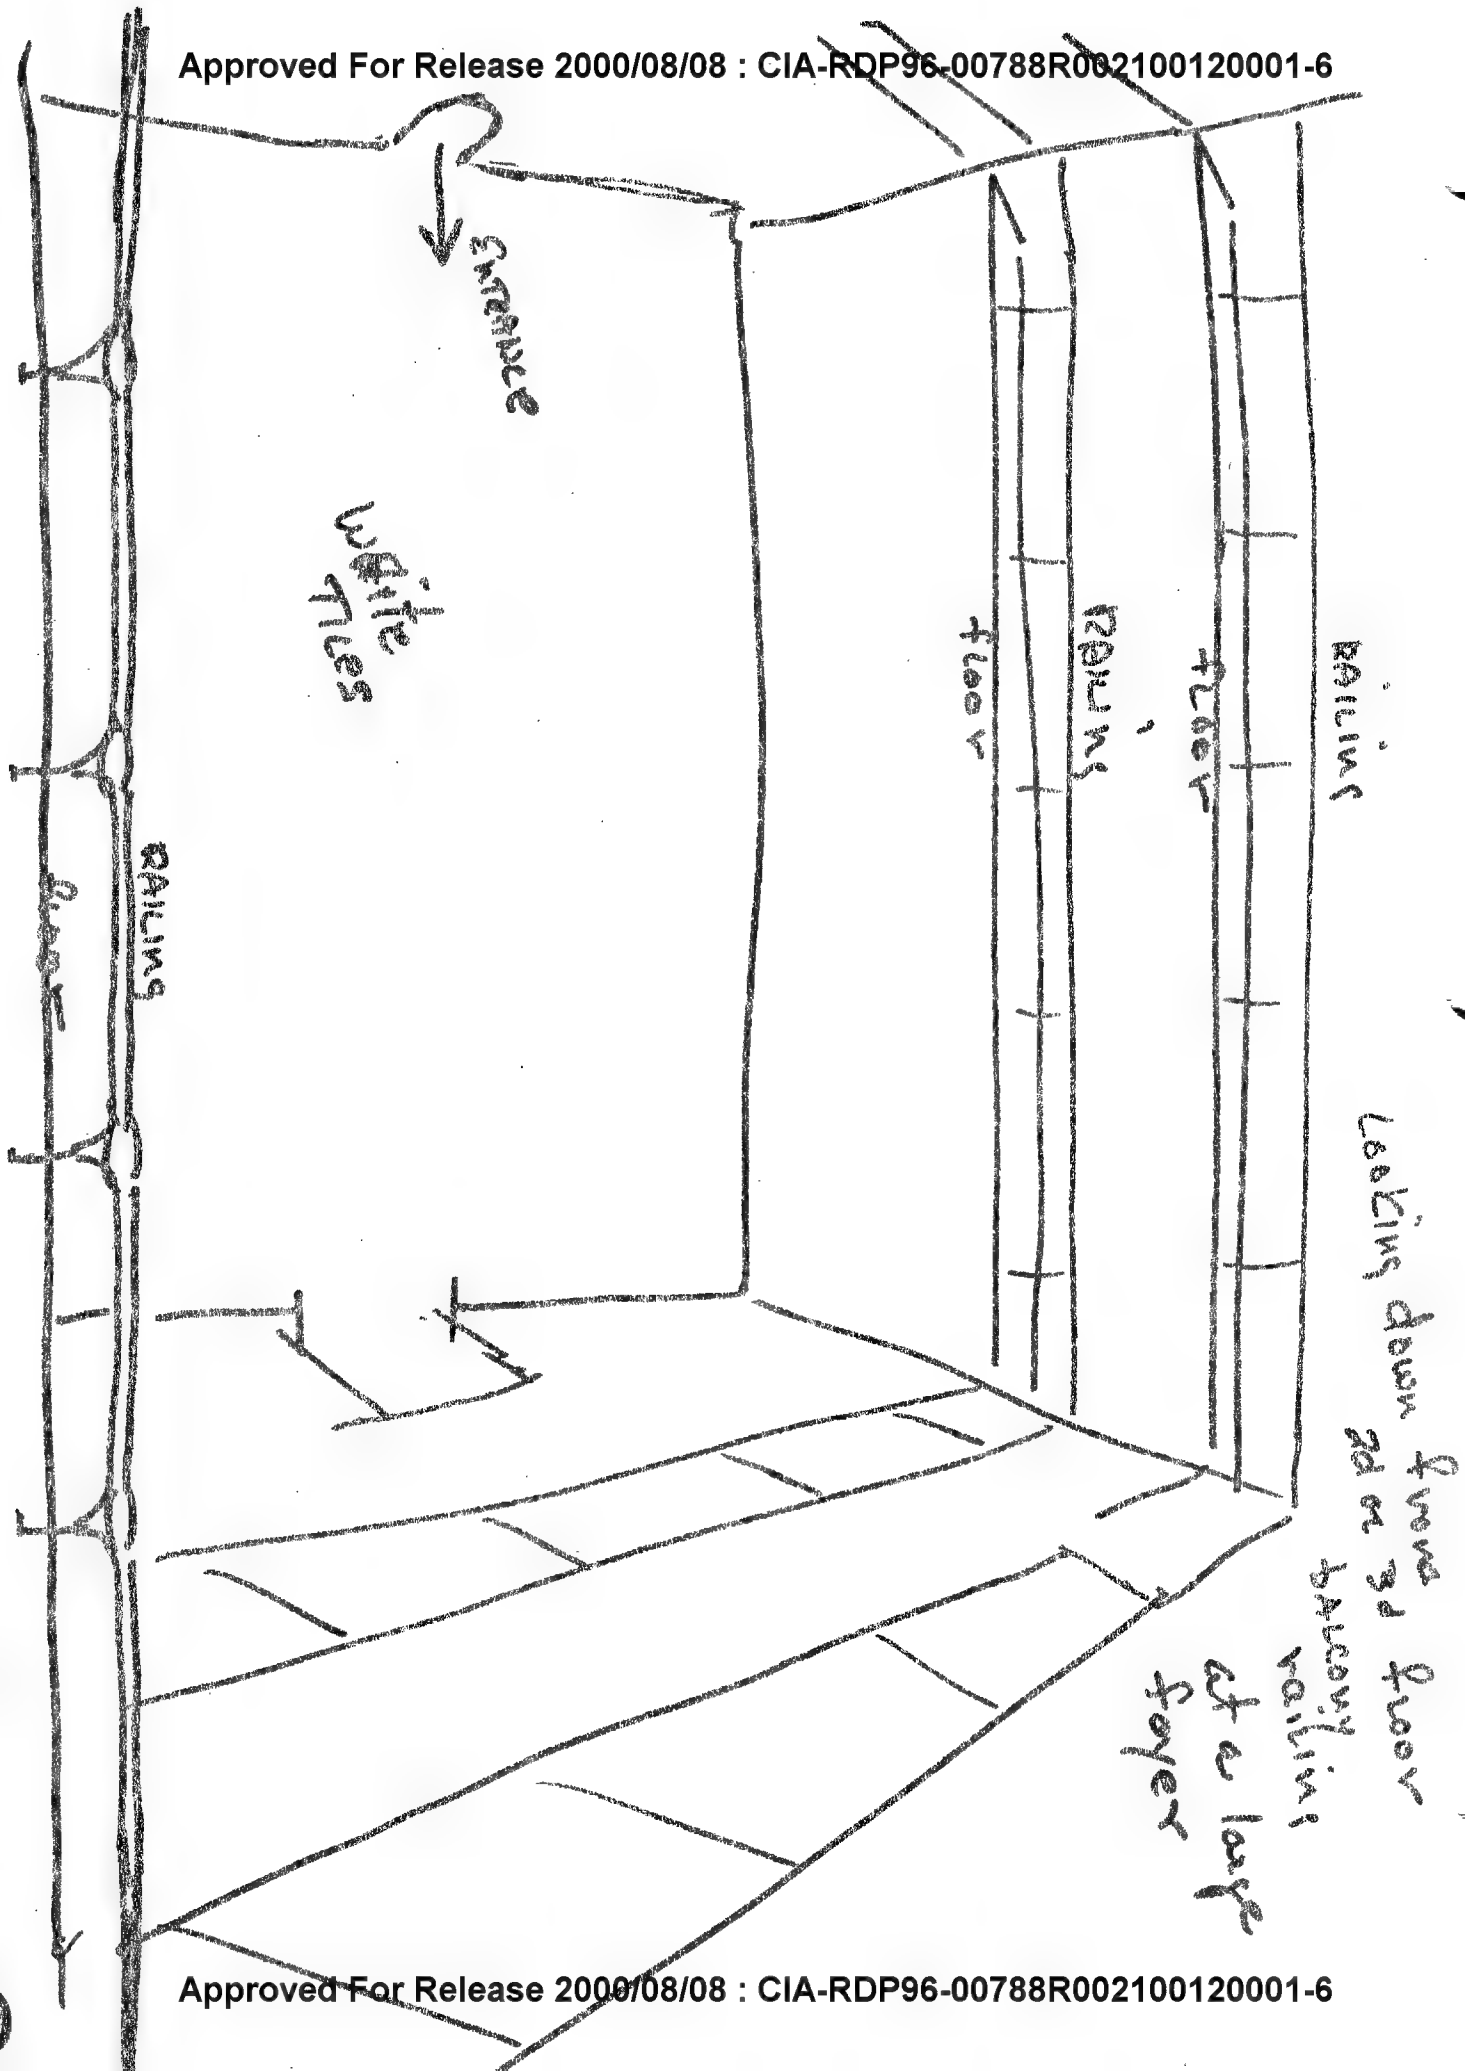 Approved For Release 2000/08/08 : CIA-RDP96-00788R002100120001-6
Looking down from
2d or 3d floor
balcony
railing
at a large
foyer
RAILING
floor
RAILING
floor
ENTRANCE
White
TILES
RAILING
floor
Approved For Release 2000/08/08 : CIA-RDP96-00788R002100120001-6